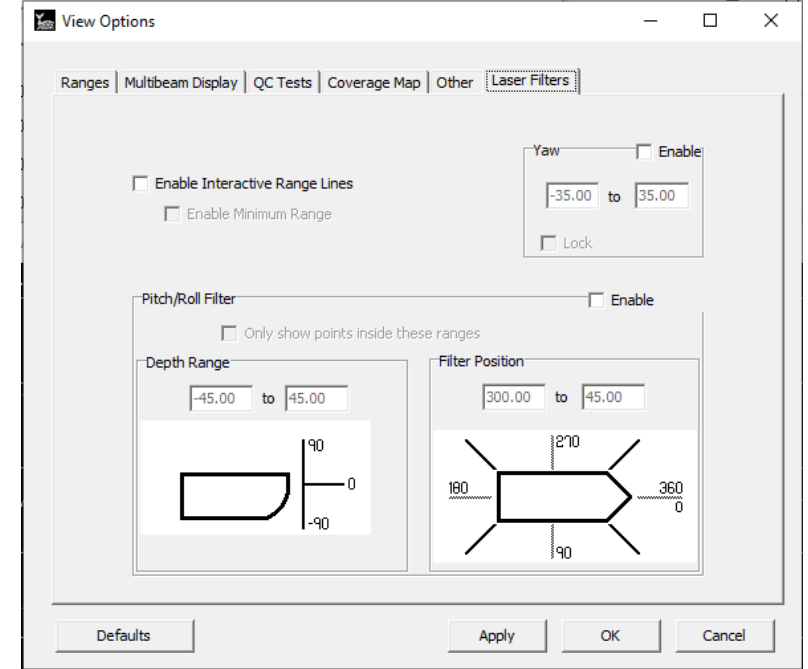 View Options
Ranges Multibeam Display QC Tests Coverage Map Other Laser Filters
Yaw Enable
Enable Interactive Range Lines
-35.00 to 35.00
Enable Minimum Range
Lock
Pitch/Roll Filter Enable
Only show points inside these ranges
Depth Range Filter Position
-45.00 to 45.00 300.00 to 45.00
90 270
0 180 360
0
-90 90
Defaults Apply OK Cancel